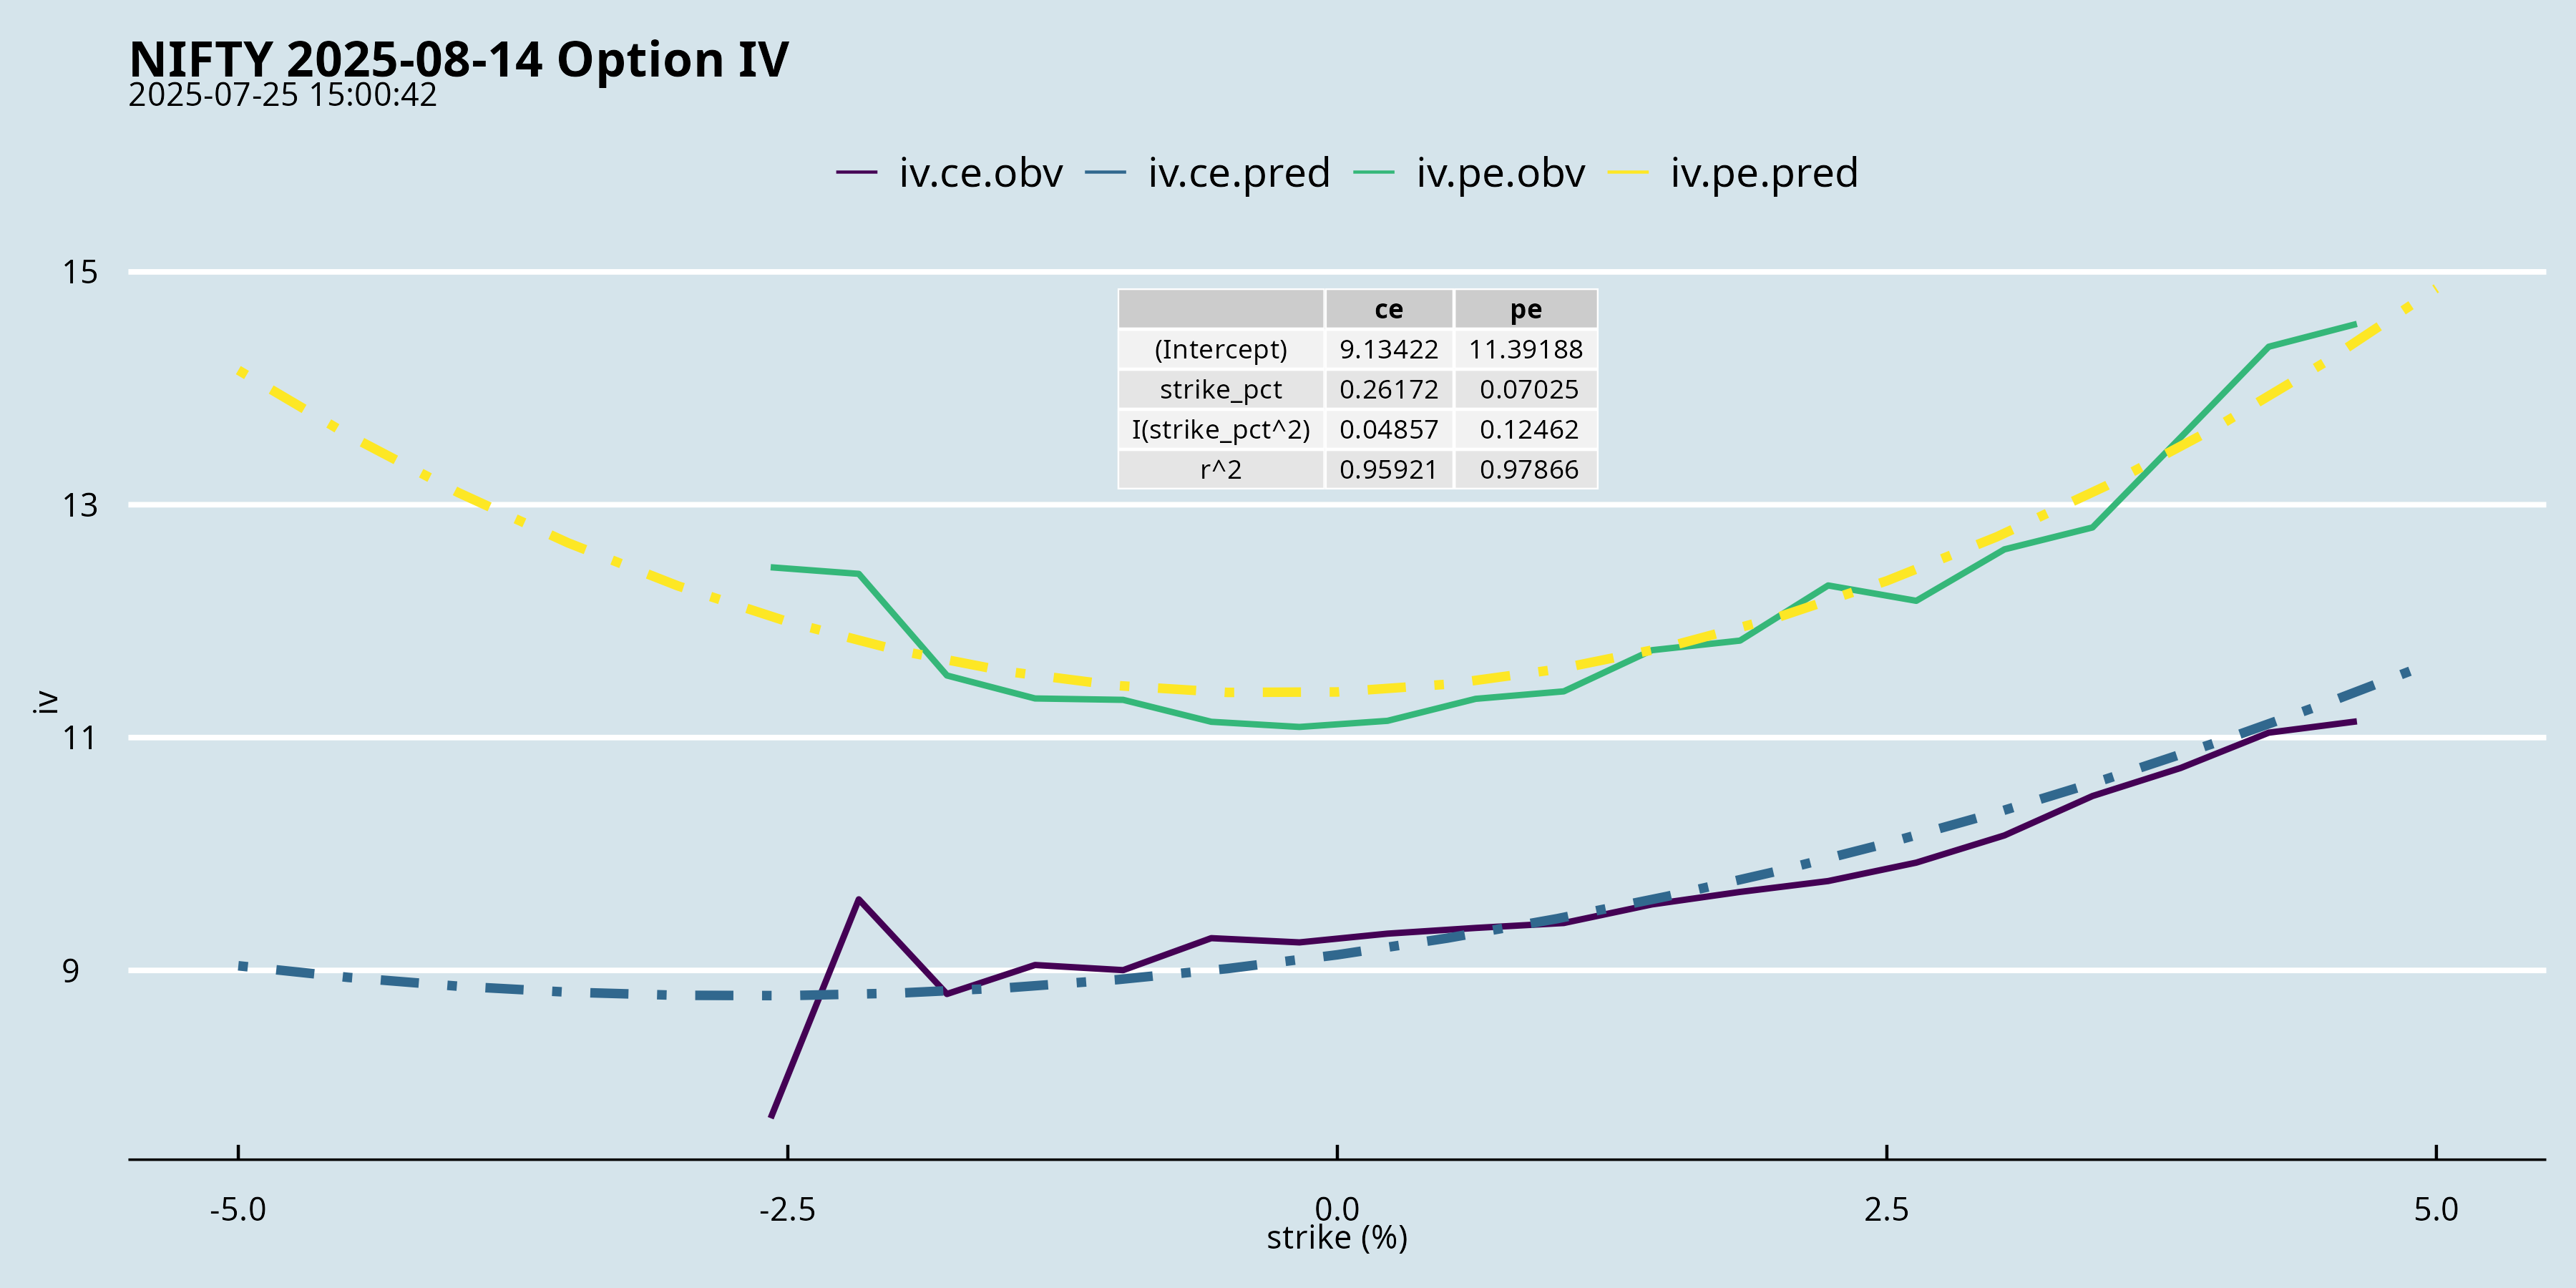 NIFTY 2025-08-14 Option IV
2025-07-25 15:00:42
iv.ce.obv iv.ce.pred iv.pe.obv iv.pe.pred
15
13
11
9
iv
ce pe
(Intercept) 9.13422 11.39188
strike_pct 0.26172 0.07025
I(strike_pct^2) 0.04857 0.12462
r^2 0.95921 0.97866
-5.0 -2.5 0.0 2.5 5.0
strike (%)